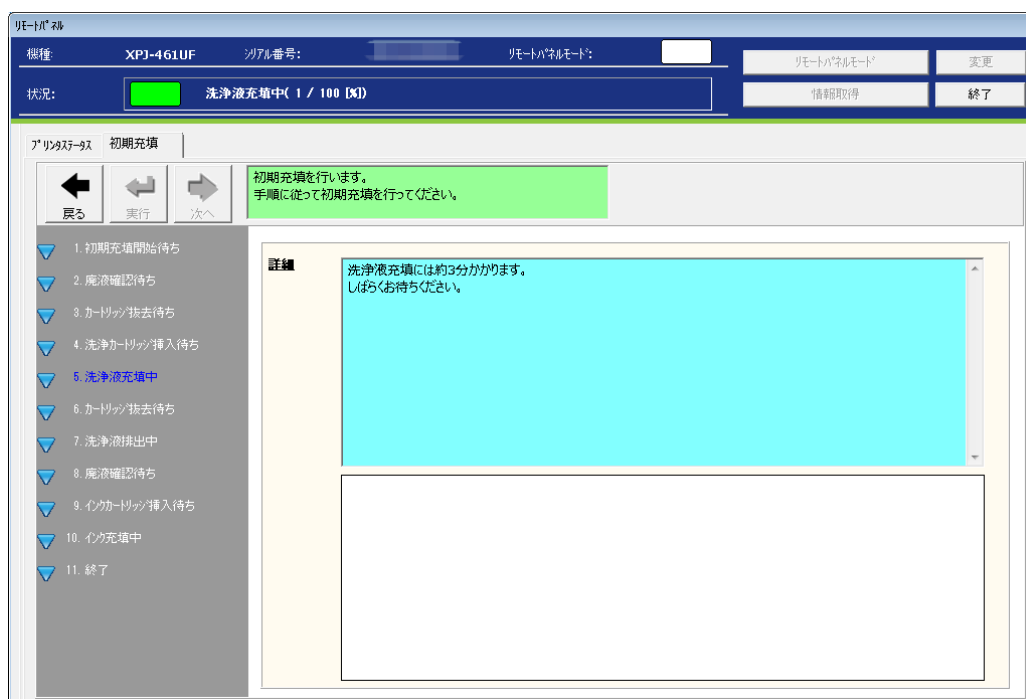 ﾘﾓｰﾄﾊﾟﾈﾙ
機種: XPJ-461UF ｼﾘｱﾙ番号: ﾘﾓｰﾄﾊﾟﾈﾙﾓｰﾄﾞ:
ﾘﾓｰﾄﾊﾟﾈﾙﾓｰﾄﾞ 変更
状況: 洗浄液充填中( 1 / 100 [%])
情報取得 終了
ﾌﾟﾘﾝﾀｽﾃｰﾀｽ 初期充填
戻る 実行 次へ
初期充填を行います。
手順に従って初期充填を行ってください。
1. 初期充填開始待ち
2. 廃液確認待ち
3. ｶｰﾄﾘｯｼﾞ抜去待ち
4. 洗浄ｶｰﾄﾘｯｼﾞ挿入待ち
5. 洗浄液充填中
6. ｶｰﾄﾘｯｼﾞ抜去待ち
7. 洗浄液排出中
8. 廃液確認待ち
9. ｲﾝｸｶｰﾄﾘｯｼﾞ挿入待ち
10. ｲﾝｸ充填中
11. 終了
詳細
洗浄液充填には約3分かかります。
しばらくお待ちください。